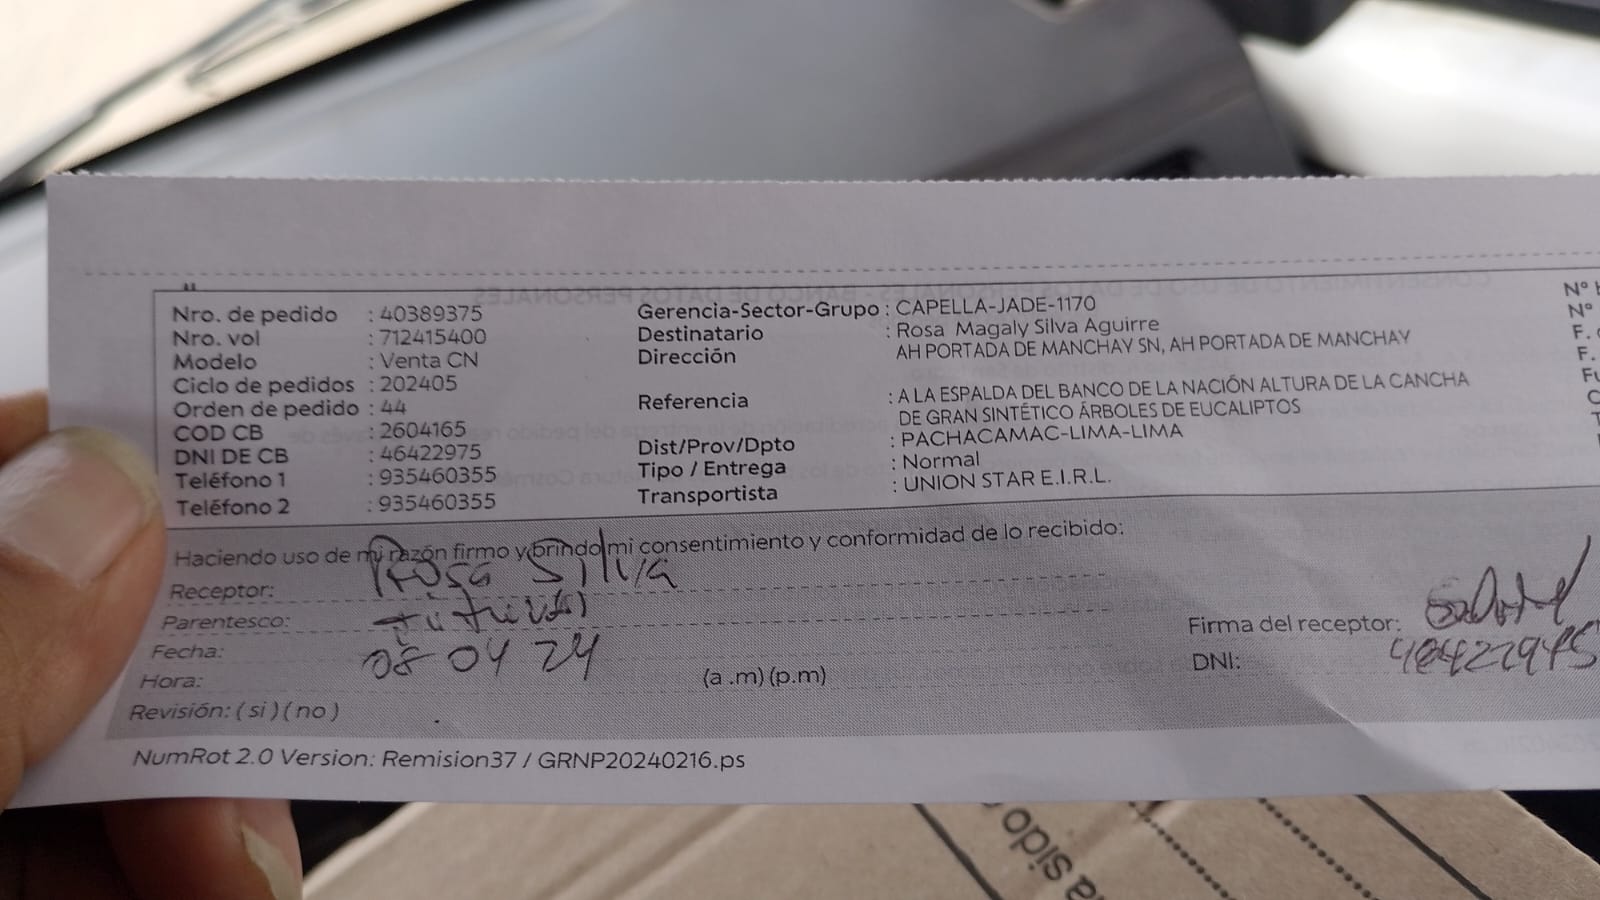 Nro. de pedido : 40389375
Nro. vol : 712415400
Modelo : Venta CN
Ciclo de pedidos : 202405
Orden de pedido : 44
COD CB : 2604165
DNI DE CB : 46422975
Teléfono 1 : 935460355
Teléfono 2 : 935460355
Gerencia-Sector-Grupo : CAPELLA-JADE-1170
Destinatario : Rosa Magaly Silva Aguirre
Dirección AH PORTADA DE MANCHAY SN, AH PORTADA DE MANCHAY
Referencia : A LA ESPALDA DEL BANCO DE LA NACIÓN ALTURA DE LA CANCHA
DE GRAN SINTÉTICO ÁRBOLES DE EUCALIPTOS
Dist/Prov/Dpto : PACHACAMAC-LIMA-LIMA
Tipo / Entrega : Normal
Transportista : UNION STAR E.I.R.L.
Nº
Nº
F.
F.
Haciendo uso de mi razón firmo y brindo mi consentimiento y conformidad de lo recibido:
Receptor: Rosa Silva
Parentesco:
Fecha: 08 04 24
Hora: (a .m) (p.m)
Revisión: ( si ) ( no )
Firma del receptor:
DNI:
NumRot 2.0 Version: Remision37 / GRNP20240216.ps
a sido